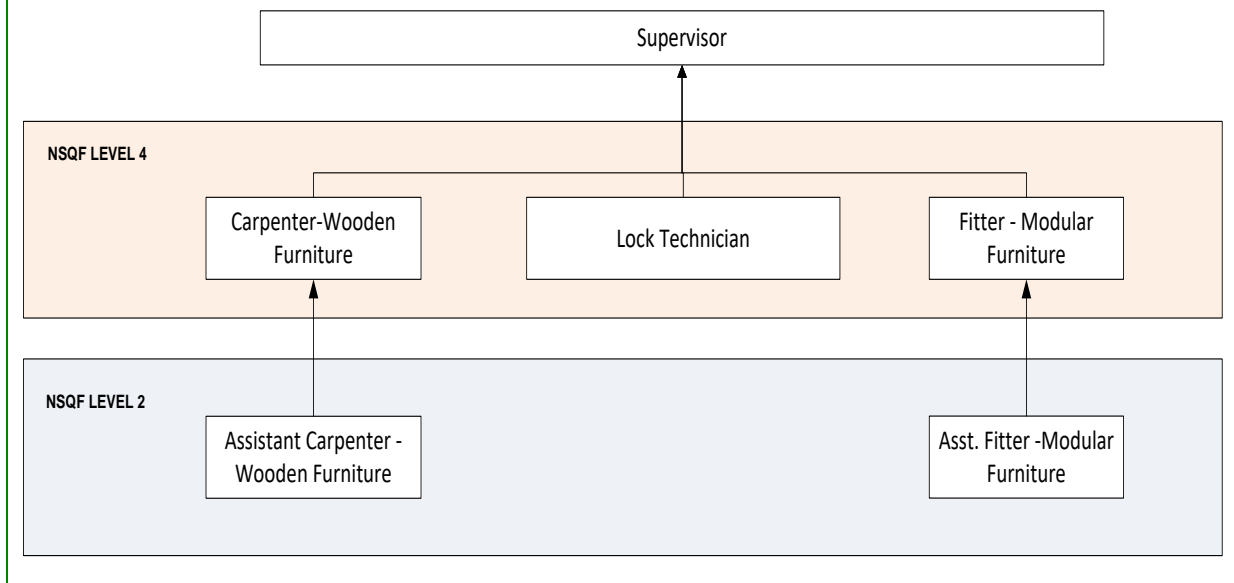 Supervisor
NSQF LEVEL 4
Carpenter-Wooden
Furniture
Lock Technician
Fitter - Modular
Furniture
NSQF LEVEL 2
Assistant Carpenter -
Wooden Furniture
Asst. Fitter -Modular
Furniture